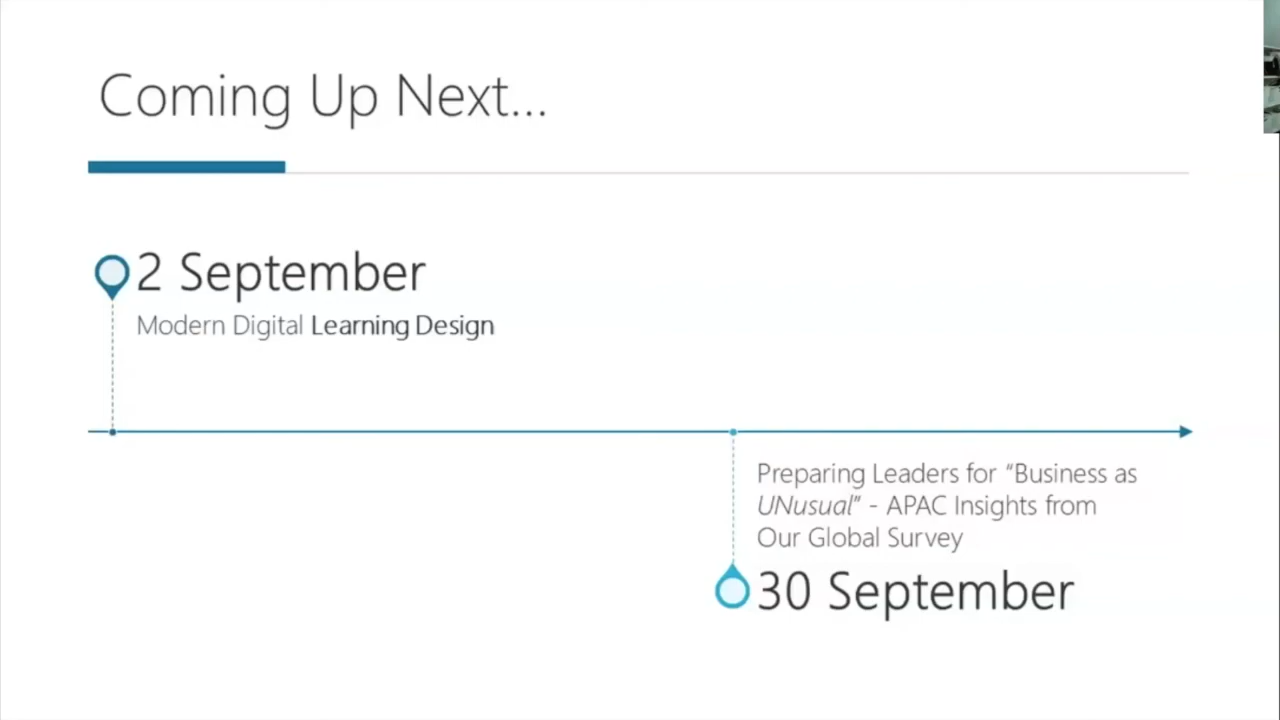 Coming Up Next...
2 September
Modern Digital Learning Design
Preparing Leaders for “Business as
UNusual” - APAC Insights from
Our Global Survey
30 September